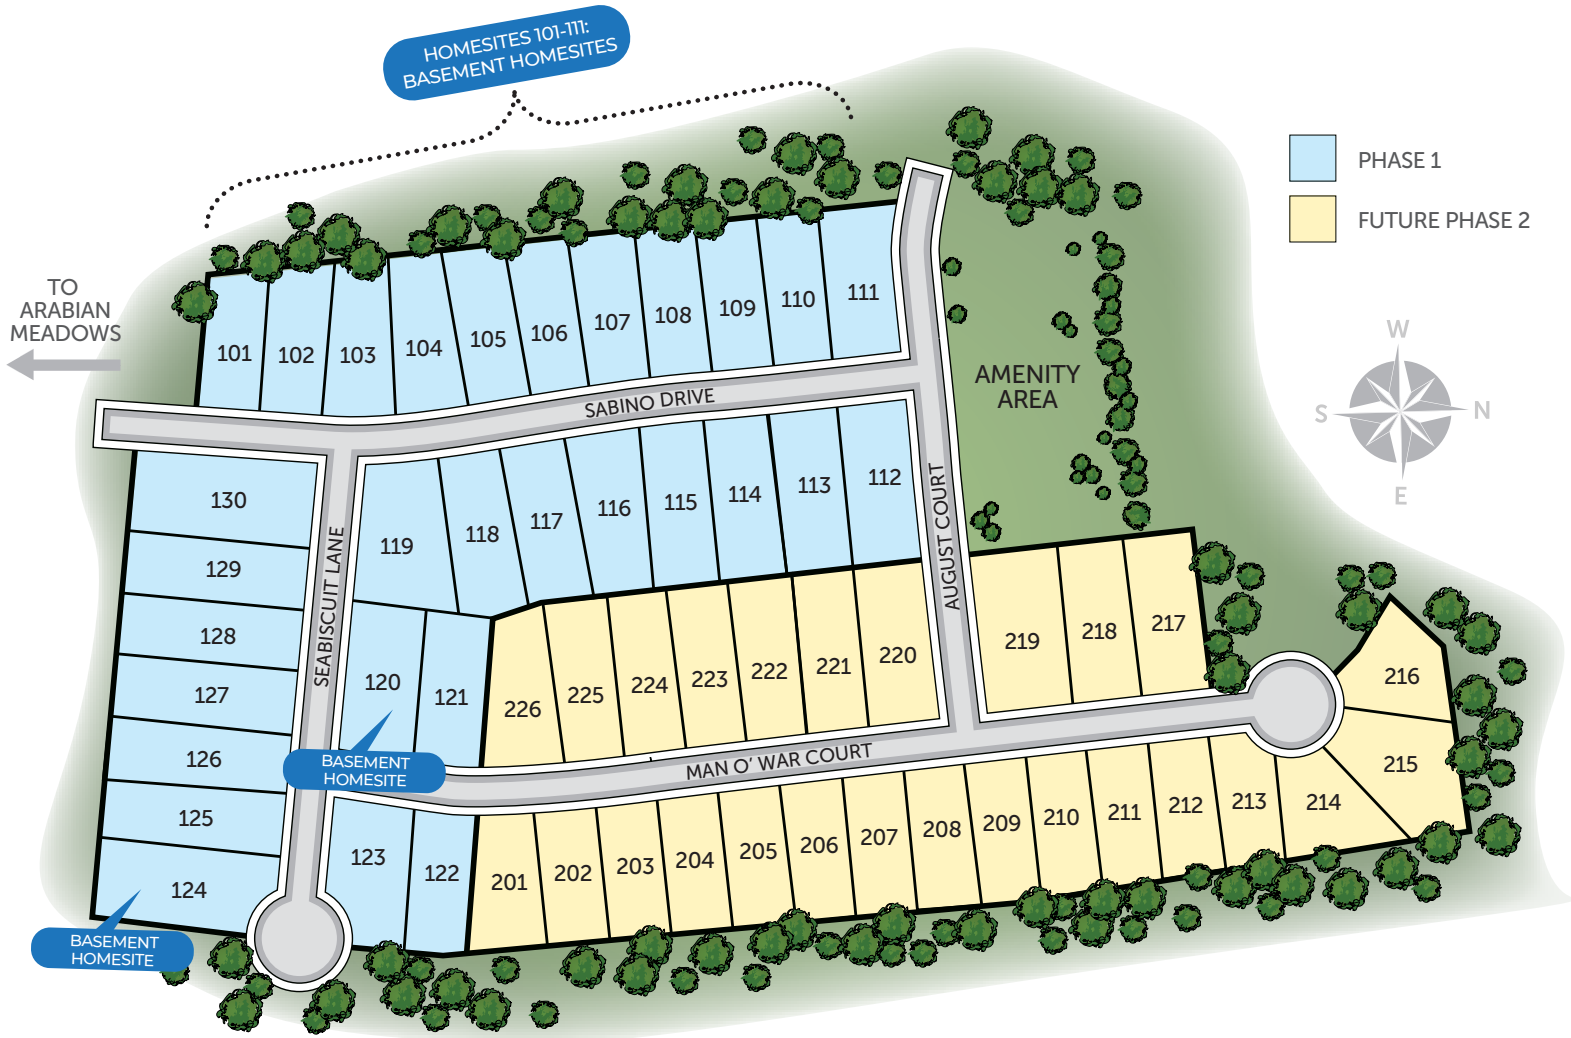 HOMESITES 101-111:
BASEMENT HOMESITES
PHASE 1
FUTURE PHASE 2
TO
ARABIAN
MEADOWS
W
S
N
E
101
102
103
104
105
106
107
108
109
110
111
AMENITY
AREA
SABINO DRIVE
130
129
128
127
126
125
124
SEABISCUIT LANE
119
118
117
116
115
114
113
112
AUGUST COURT
120
121
226
225
224
223
222
221
220
219
218
217
216
215
BASEMENT
HOMESITE
MAN O' WAR COURT
123
122
201
202
203
204
205
206
207
208
209
210
211
212
213
214
BASEMENT
HOMESITE